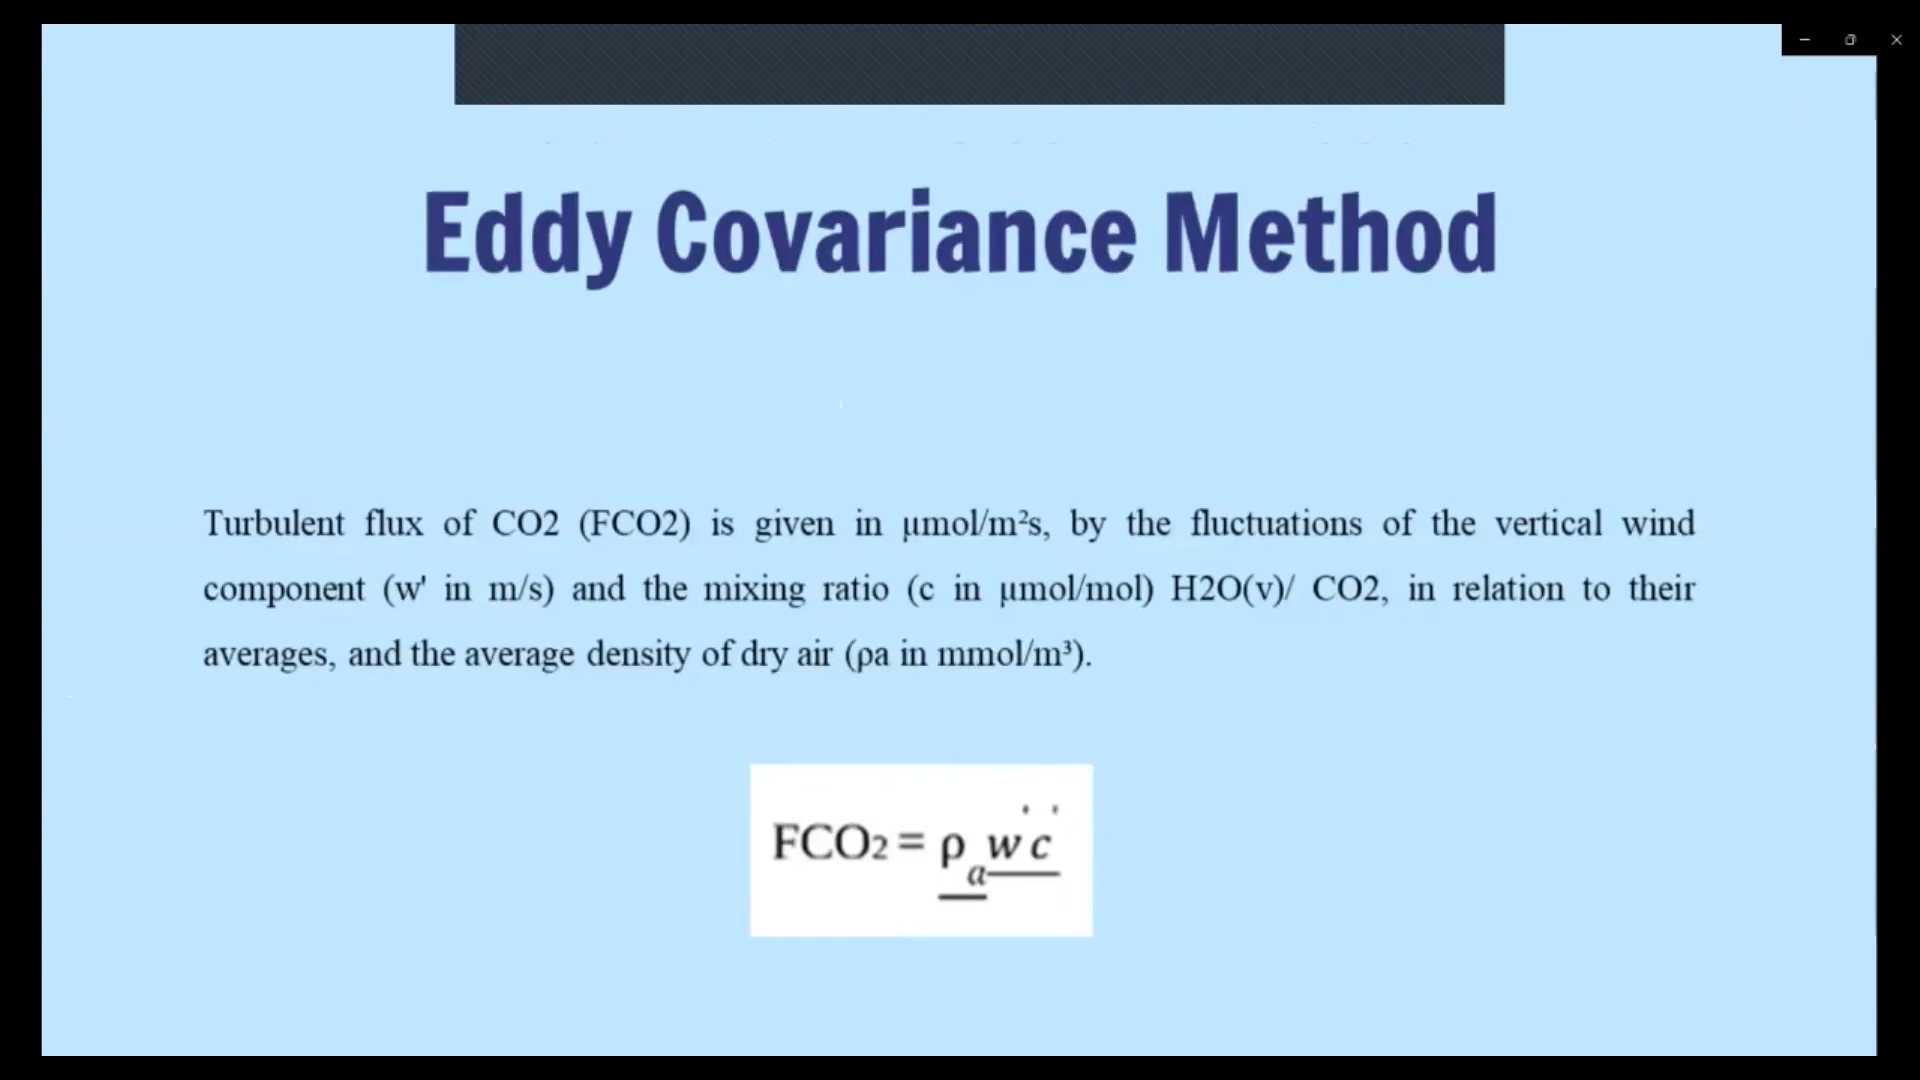 Eddy Covariance Method
Turbulent flux of CO2 (FCO2) is given in μmol/m²s, by the fluctuations of the vertical wind
component (w' in m/s) and the mixing ratio (c in μmol/mol) H2O(v)/ CO2, in relation to their
averages, and the average density of dry air (ρa in mmol/m³).
FCO₂ = ρₐ w' c'